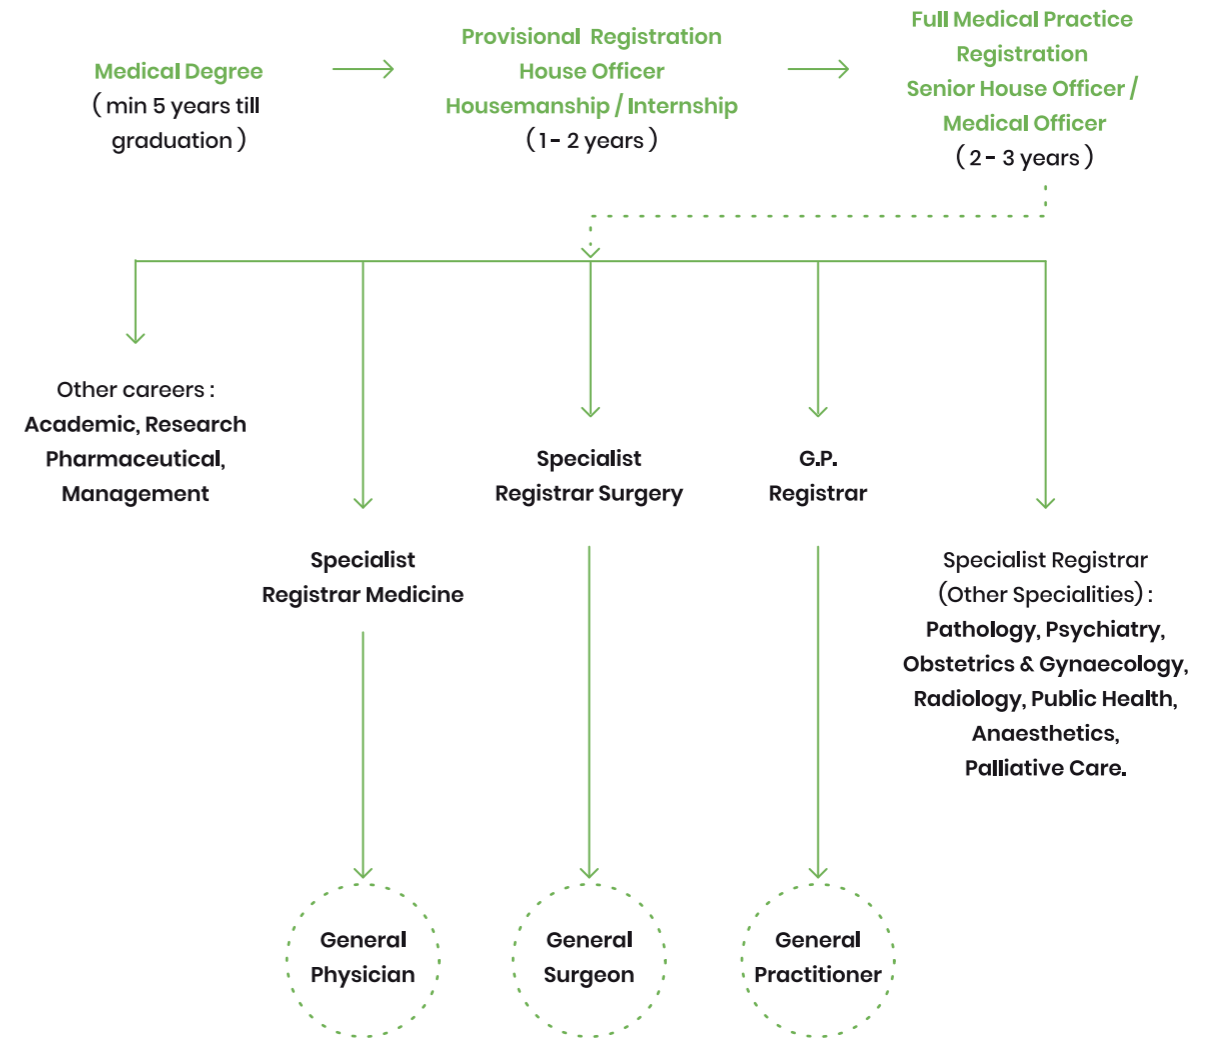 Medical Degree
( min 5 years till
graduation )
Provisional Registration
House Officer
Housemanship / Internship
( 1 - 2 years )
Full Medical Practice
Registration
Senior House Officer /
Medical Officer
( 2 - 3 years )
Other careers :
Academic, Research
Pharmaceutical,
Management
Specialist
Registrar Medicine
Specialist
Registrar Surgery
G.P.
Registrar
Specialist Registrar
(Other Specialities) :
Pathology, Psychiatry,
Obstetrics & Gynaecology,
Radiology, Public Health,
Anaesthetics,
Palliative Care.
General
Physician
General
Surgeon
General
Practitioner